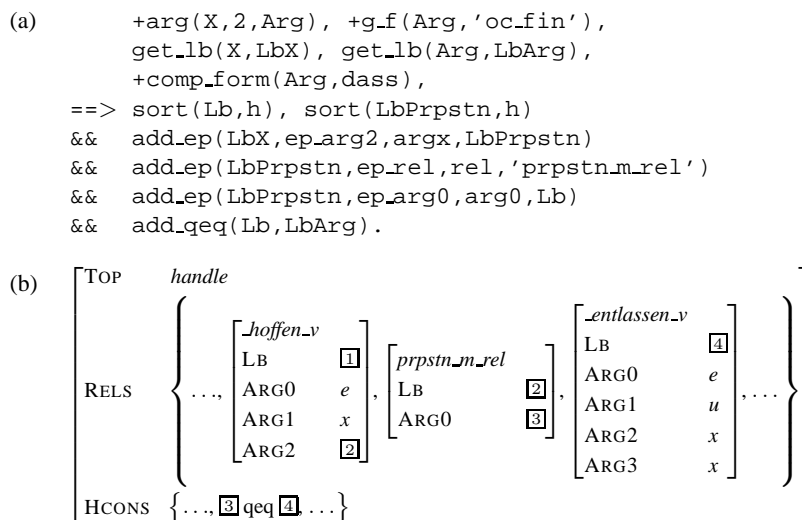 (a) +arg(X,2,Arg), +g_f(Arg,'oc_fin'),
get_lb(X,LbX), get_lb(Arg,LbArg),
+comp_form(Arg,dass),
==> sort(Lb,h), sort(LbPrpstn,h)
&& add_ep(LbX,ep_arg2,argx,LbPrpstn)
&& add_ep(LbPrpstn,ep_rel,rel,'prpstn_m_rel')
&& add_ep(LbPrpstn,ep_arg0,arg0,Lb)
&& add_qeq(Lb,LbArg).
(b) TOP handle
RELS { ..., [ _hoffen_v
LB 1
ARG0 e
ARG1 x
ARG2 2 ],
[ prpstn_m_rel
LB 2
ARG0 3 ],
[ _entlassen_v
LB 4
ARG0 e
ARG1 u
ARG2 x
ARG3 x ], ... }
HCONS { ..., 3 qeq 4, ... }